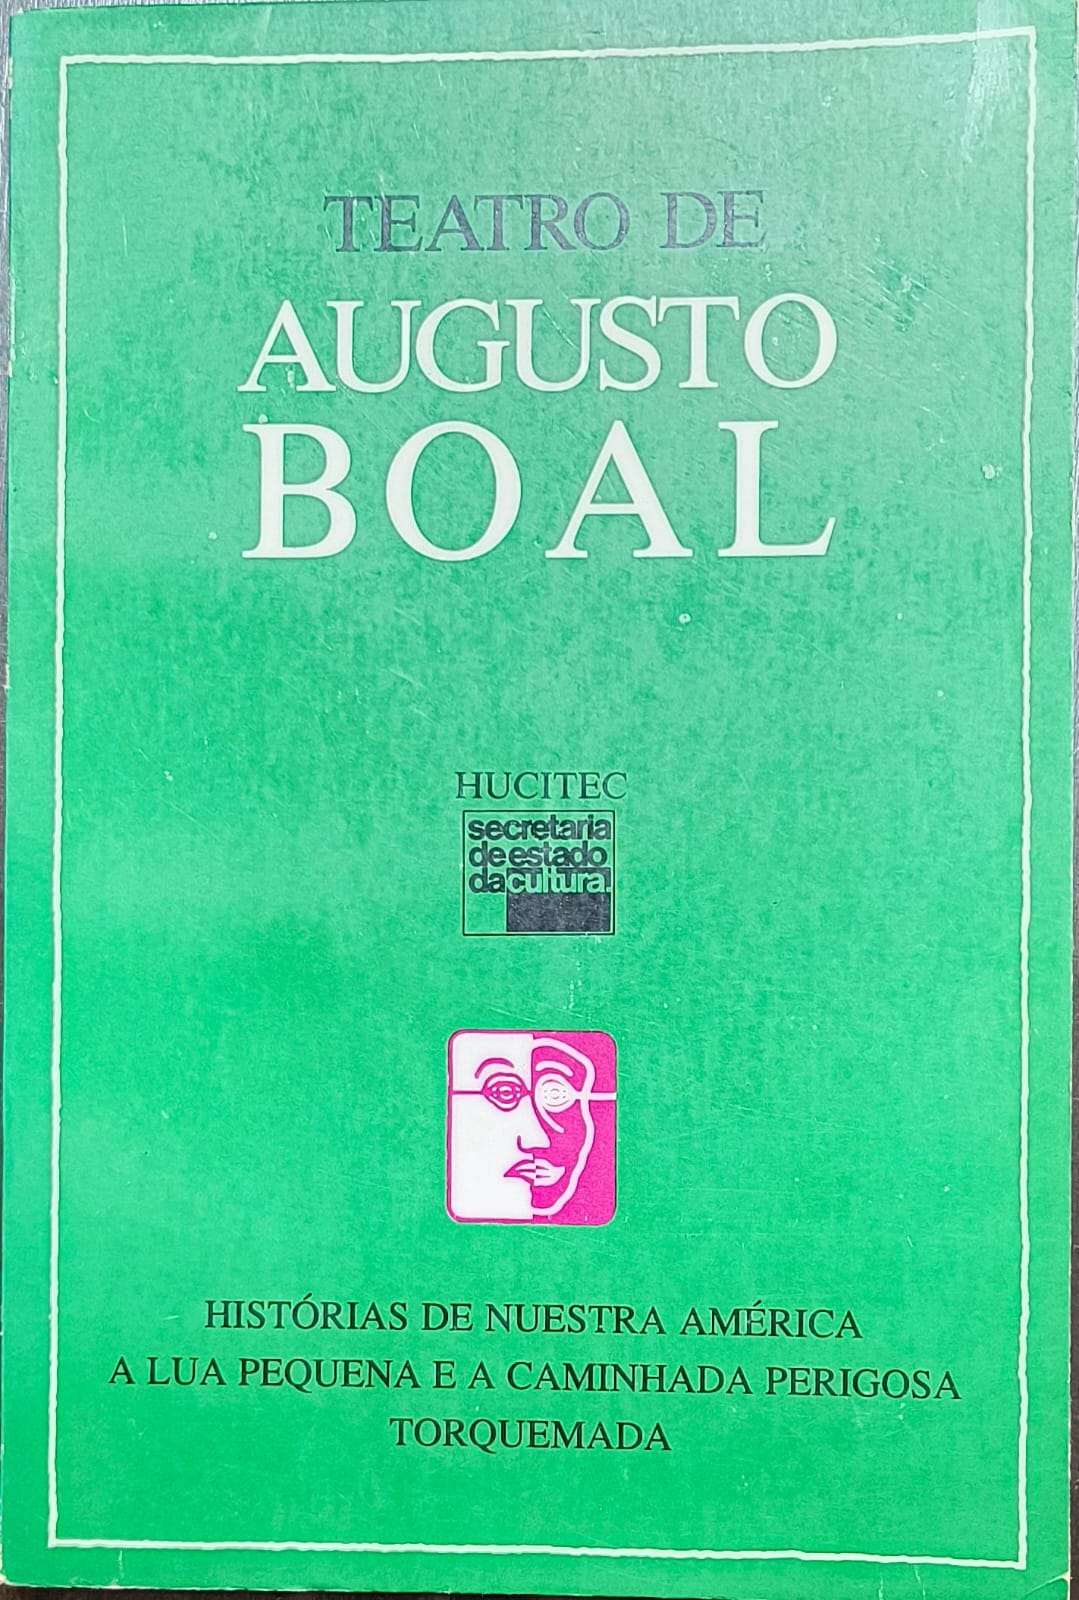 TEATRO DE
AUGUSTO
BOAL
HUCITEC
secretaria
de estado
da cultura.
HISTÓRIAS DE NUESTRA AMÉRICA
A LUA PEQUENA E A CAMINHADA PERIGOSA
TORQUEMADA